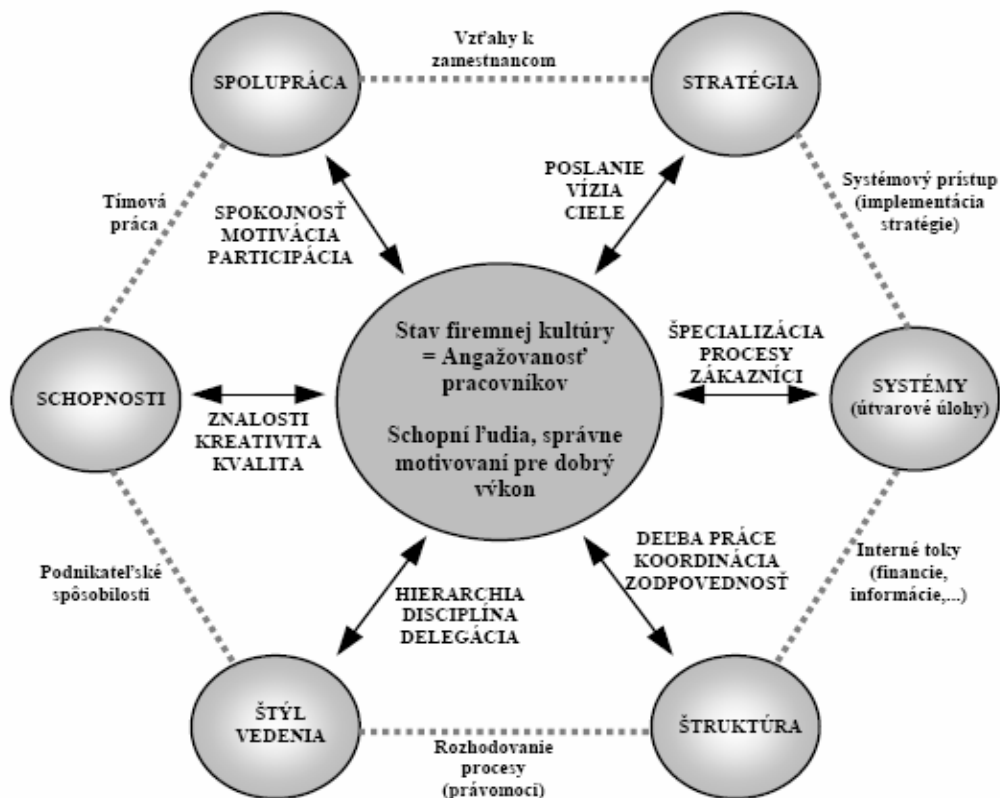 Vzťahy k
zamestnancom
SPOLUPRÁCA
STRATÉGIA
POSLANIE
VÍZIA
CIELE
Systémový prístup
(implementácia
stratégie)
Tímová
práca
SPOKOJNOSŤ
MOTIVÁCIA
PARTICIPÁCIA
Stav firemnej kultúry
= Angažovanosť
pracovníkov
Schopní ľudia, správne
motivovaní pre dobrý
výkon
ŠPECIALIZÁCIA
PROCESY
ZÁKAZNÍCI
SCHOPNOSTI
SYSTÉMY
(útvarové úlohy)
ZNALOSTI
KREATIVITA
KVALITA
DEĽBA PRÁCE
KOORDINÁCIA
ZODPOVEDNOSŤ
Interné toky
(financie,
informácie,...)
Podnikateľské
spôsobilosti
HIERARCHIA
DISCIPLÍNA
DELEGÁCIA
ŠTÝL
VEDENIA
ŠTRUKTÚRA
Rozhodovanie
procesy
(právomoci)